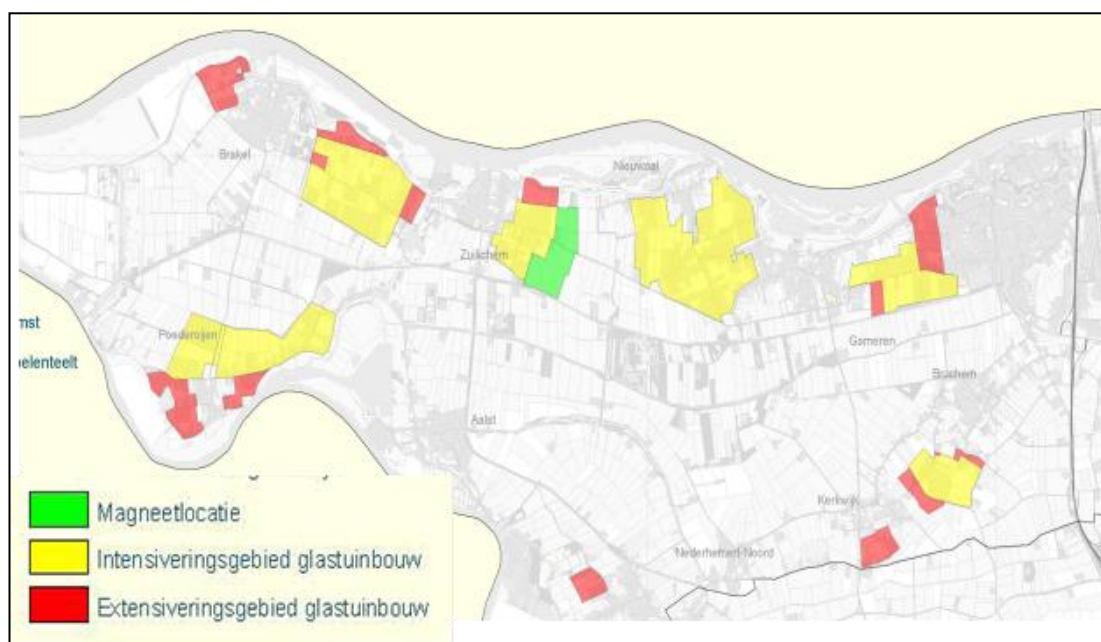 Brakel
Nieuwaal
Zuilichem
Poederoijen
Gameren
Bruchem
Aalst
Kerkwijk
Nederhemert-Noord
mst
elenteelt
Magneetlocatie
Intensiveringsgebied glastuinbouw
Extensiveringsgebied glastuinbouw